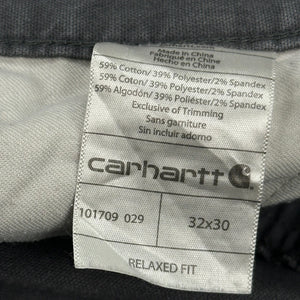 Made in China
Fabriqué en Chine
Hecho en China
59% Cotton/ 39% Polyester/2% Spandex
59% Coton/ 39% Polyester/2% Spandex
59% Algodón/ 39% Poliéster/2% Spandex
Exclusive of Trimming
Sans garniture
Sin incluir adorno
carhartt
101709 029
32x30
RELAXED FIT